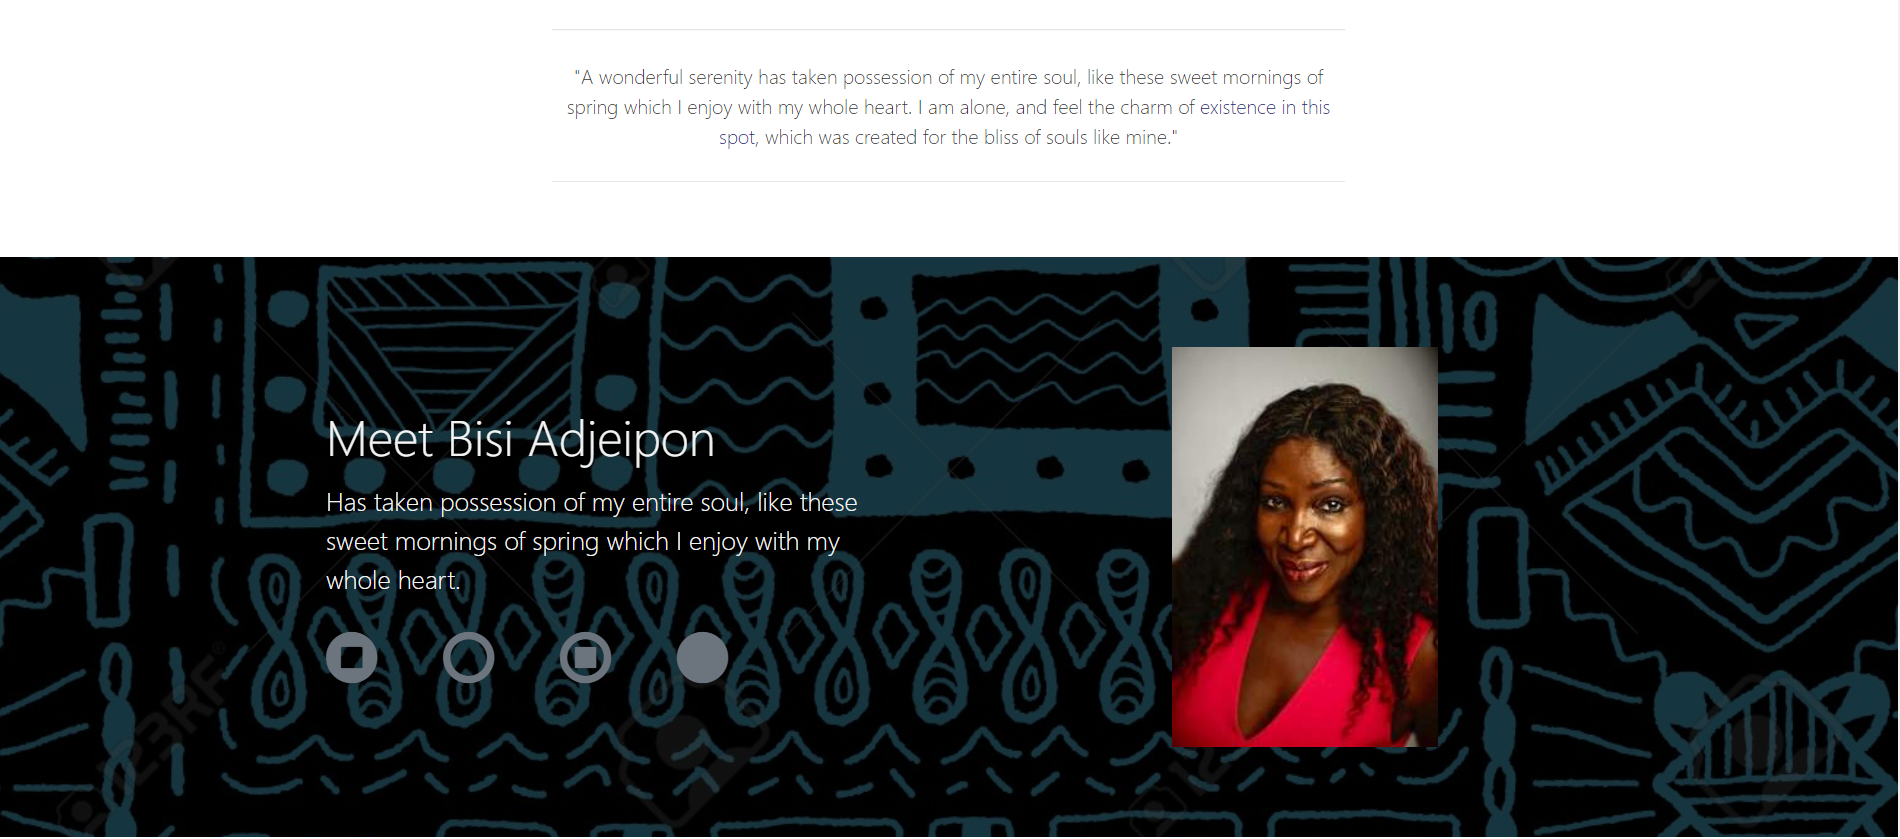 "A wonderful serenity has taken possession of my entire soul, like these sweet mornings of
spring which I enjoy with my whole heart. I am alone, and feel the charm of existence in this
spot, which was created for the bliss of souls like mine."
Meet Bisi Adjeipon
Has taken possession of my entire soul, like these
sweet mornings of spring which I enjoy with my
whole heart.
123RF®
12